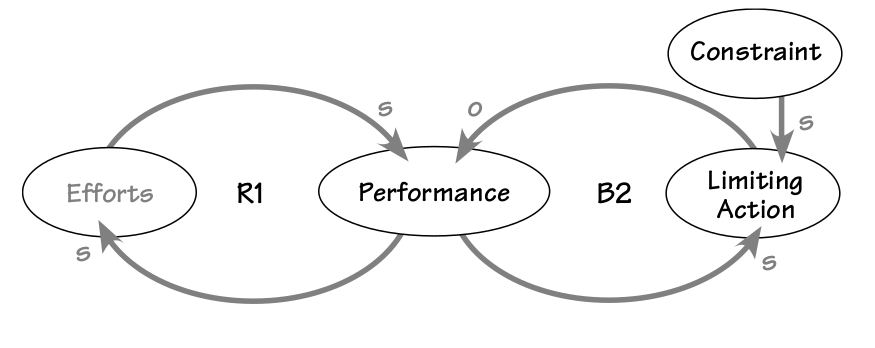 Constraint
s
o
s
Efforts
R1
Performance
B2
Limiting
Action
s
s